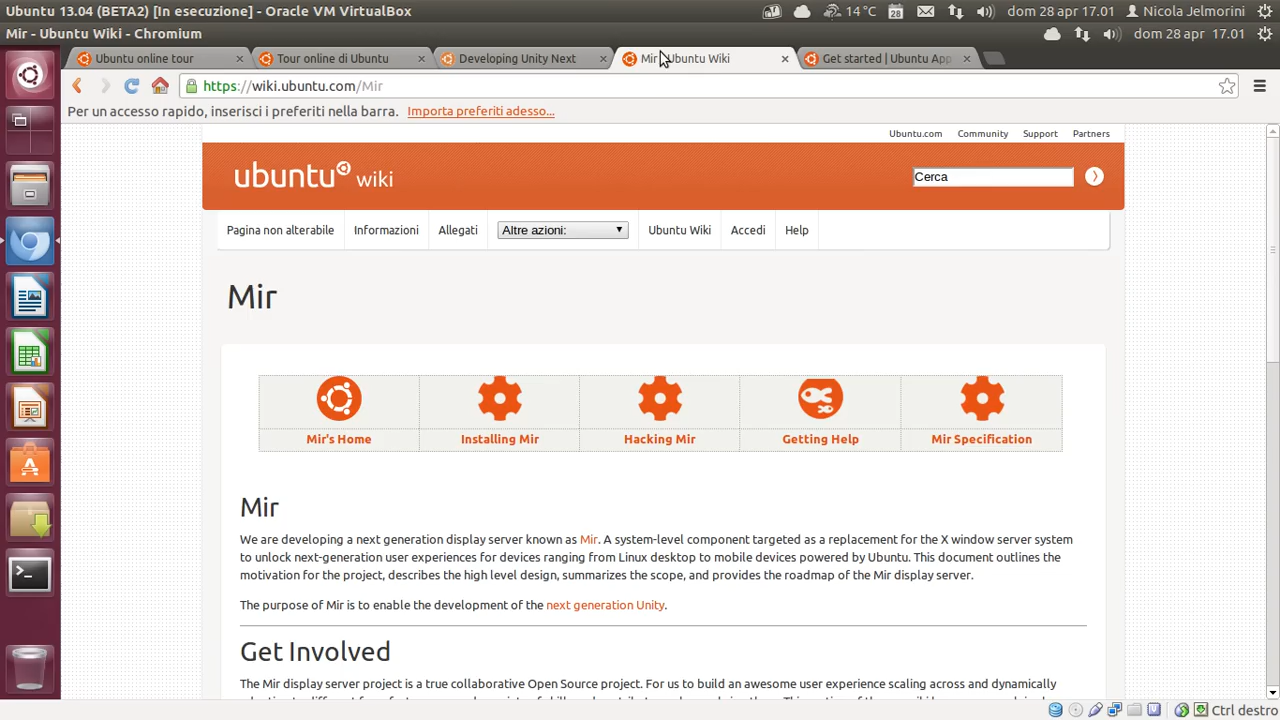 Ubuntu 13.04 (BETA2) [In esecuzione] - Oracle VM VirtualBox
14 °C
28
dom 28 apr 17.01
Nicola Jelmorini
Mir - Ubuntu Wiki - Chromium
dom 28 apr 17.01
Ubuntu online tour
Tour online di Ubuntu
Developing Unity Next
Mir - Ubuntu Wiki
Get started | Ubuntu App
https://wiki.ubuntu.com/Mir
Per un accesso rapido, inserisci i preferiti nella barra.
Importa preferiti adesso...
Ubuntu.com
Community
Support
Partners
ubuntu wiki
Cerca
Pagina non alterabile
Informazioni
Allegati
Altre azioni:
Ubuntu Wiki
Accedi
Help
Mir
Mir's Home
Installing Mir
Hacking Mir
Getting Help
Mir Specification
Mir
We are developing a next generation display server known as Mir. A system-level component targeted as a replacement for the X window server system
to unlock next-generation user experiences for devices ranging from Linux desktop to mobile devices powered by Ubuntu. This document outlines the
motivation for the project, describes the high level design, summarizes the scope, and provides the roadmap of the Mir display server.
The purpose of Mir is to enable the development of the next generation Unity.
Get Involved
The Mir display server project is a true collaborative Open Source project. For us to build an awesome user experience scaling across and dynamically
Ctrl destro